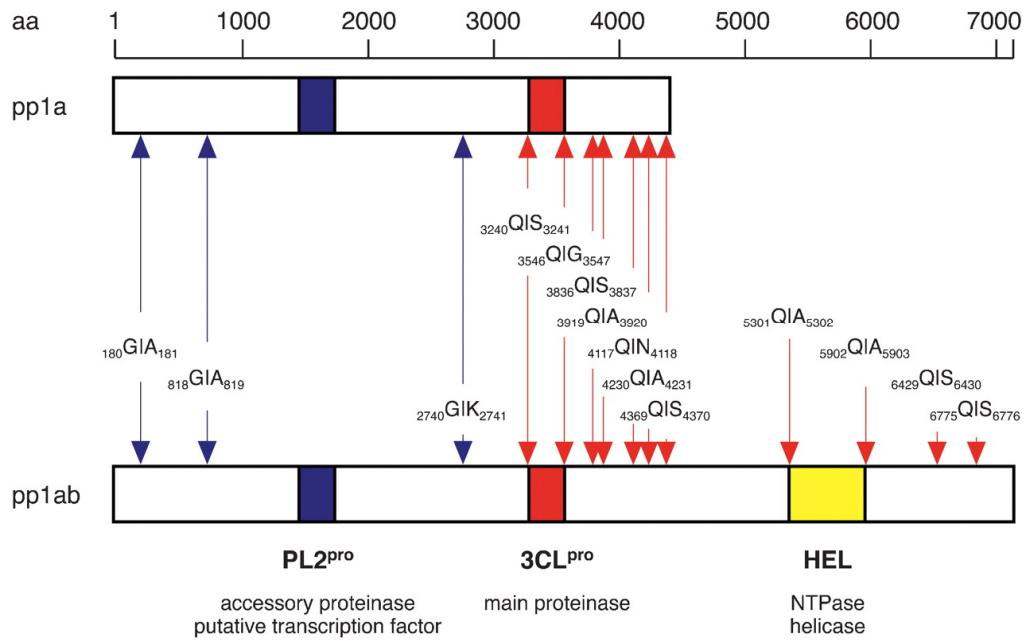 aa 1 1000 2000 3000 4000 5000 6000 7000
pp1a
3240QIS3241
3546QIG3547
3836QIS3837
3919QIA3920 5301QIA5302
180GIA181 4117QIN4118 5902QIA5903
818GIA819 4230QIA4231 6429QIS6430
2740GIK2741 4369QIS4370 6775QIS6776
pp1ab
PL2pro 3CLpro HEL
accessory proteinase main proteinase NTPase
putative transcription factor helicase